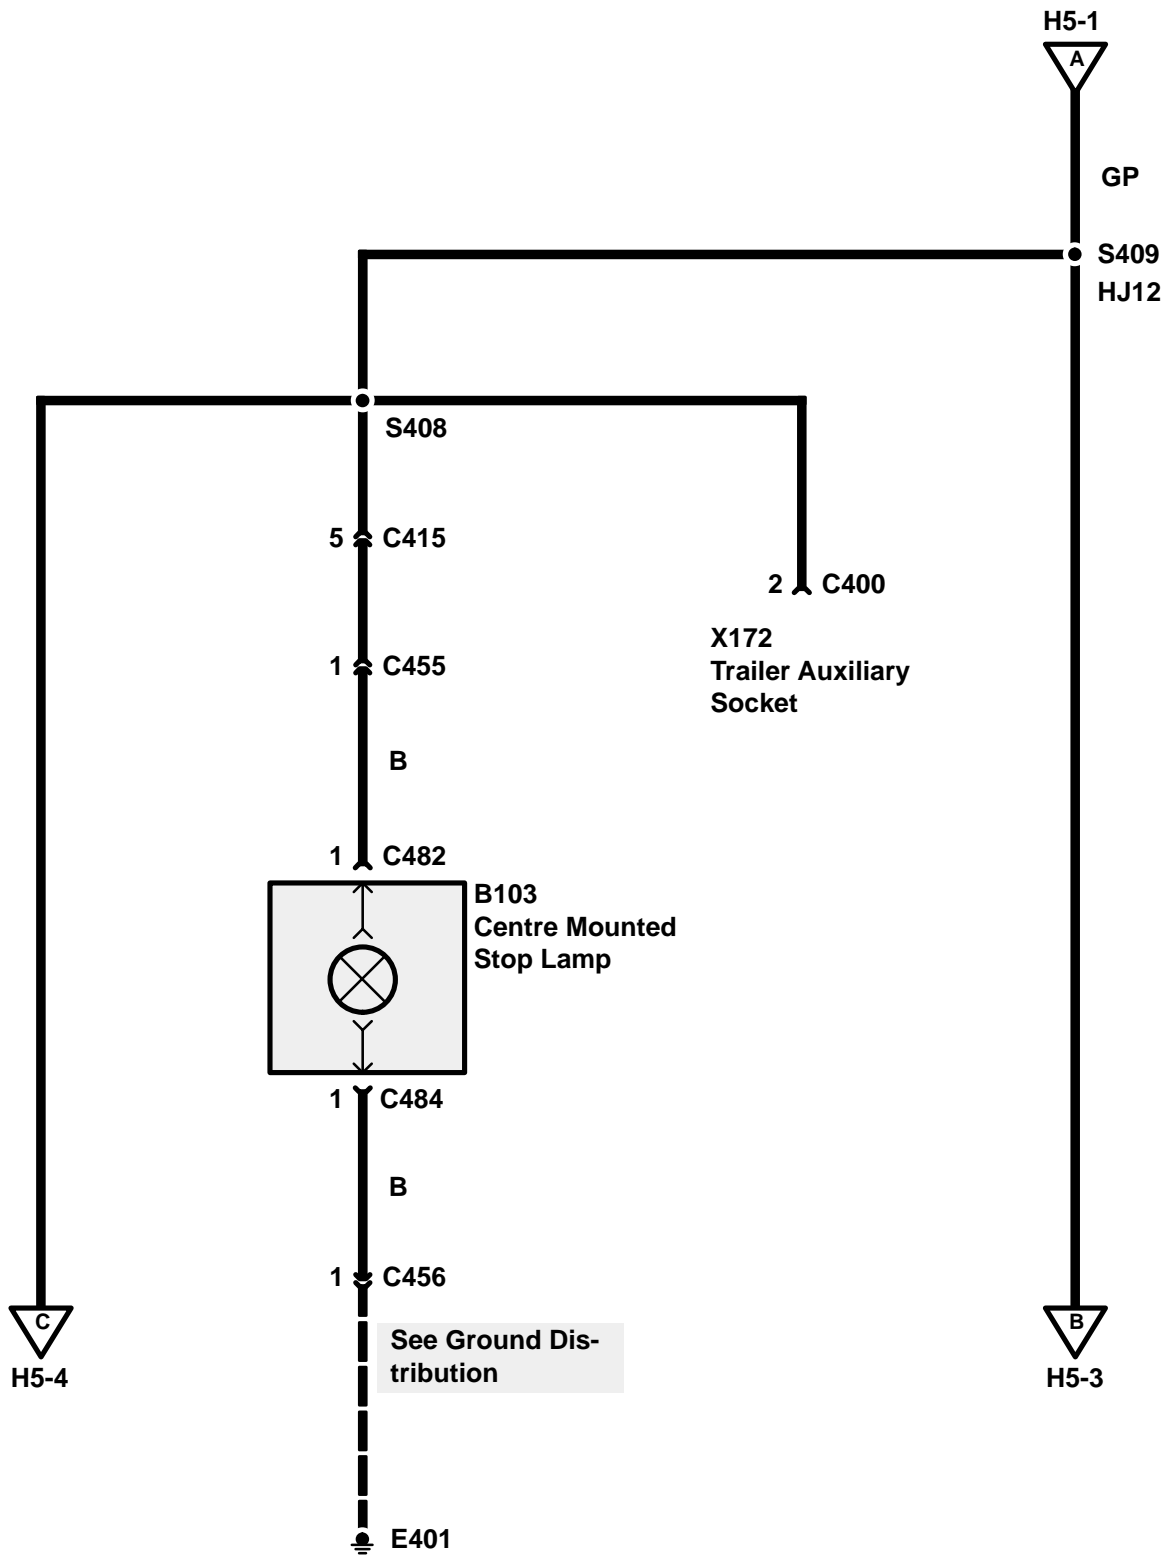 H5-1
A
GP
S409
HJ12
S408
5 C415
2 C400
X172
Trailer Auxiliary
Socket
1 C455
B
1 C482
B103
Centre Mounted
Stop Lamp
1 C484
B
1 C456
See Ground Dis-
tribution
C
H5-4
B
H5-3
E401